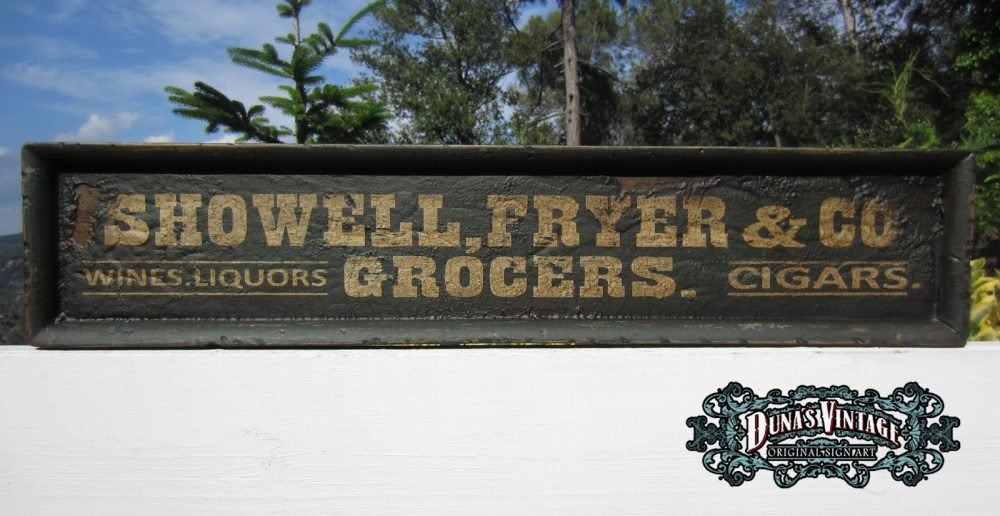 SHOWELL, FRYER & CO
WINES.LIQUORS GROCERS. CIGARS.
DUNA'S VINTAGE
ORIGINAL SIGN ART